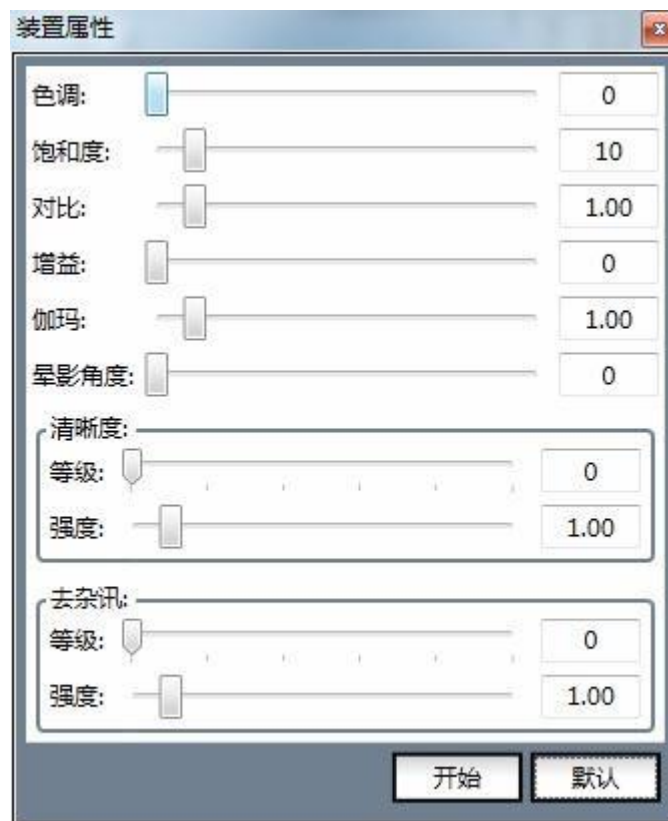 装置属性
色调: 0
饱和度: 10
对比: 1.00
增益: 0
伽玛: 1.00
晕影角度: 0
清晰度:
等级: 0
强度: 1.00
去杂讯:
等级: 0
强度: 1.00
开始 默认